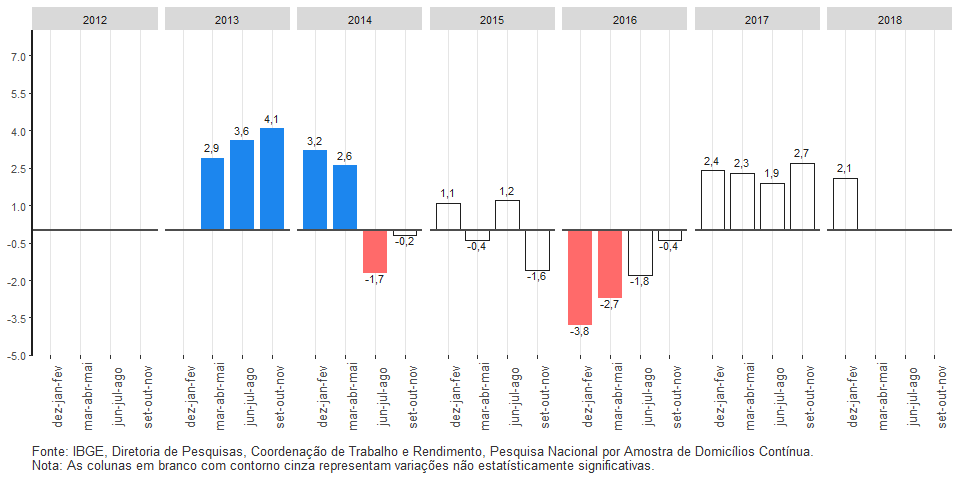 2012 2013 2014 2015 2016 2017 2018
7.0
5.5
4.0
2.5
1.0
-0.5
-2.0
-3.5
-5.0
2,9 3,6 4,1
3,2 2,6 -1,7 -0,2
1,1 -0,4 1,2 -1,6
-3,8 -2,7 -1,8 -0,4
2,4 2,3 1,9 2,7
2,1
dez-jan-fev mar-abr-mai jun-jul-ago set-out-nov
dez-jan-fev mar-abr-mai jun-jul-ago set-out-nov
dez-jan-fev mar-abr-mai jun-jul-ago set-out-nov
dez-jan-fev mar-abr-mai jun-jul-ago set-out-nov
dez-jan-fev mar-abr-mai jun-jul-ago set-out-nov
dez-jan-fev mar-abr-mai jun-jul-ago set-out-nov
dez-jan-fev mar-abr-mai jun-jul-ago set-out-nov
Fonte: IBGE, Diretoria de Pesquisas, Coordenação de Trabalho e Rendimento, Pesquisa Nacional por Amostra de Domicílios Contínua.
Nota: As colunas em branco com contorno cinza representam variações não estatísticamente significativas.